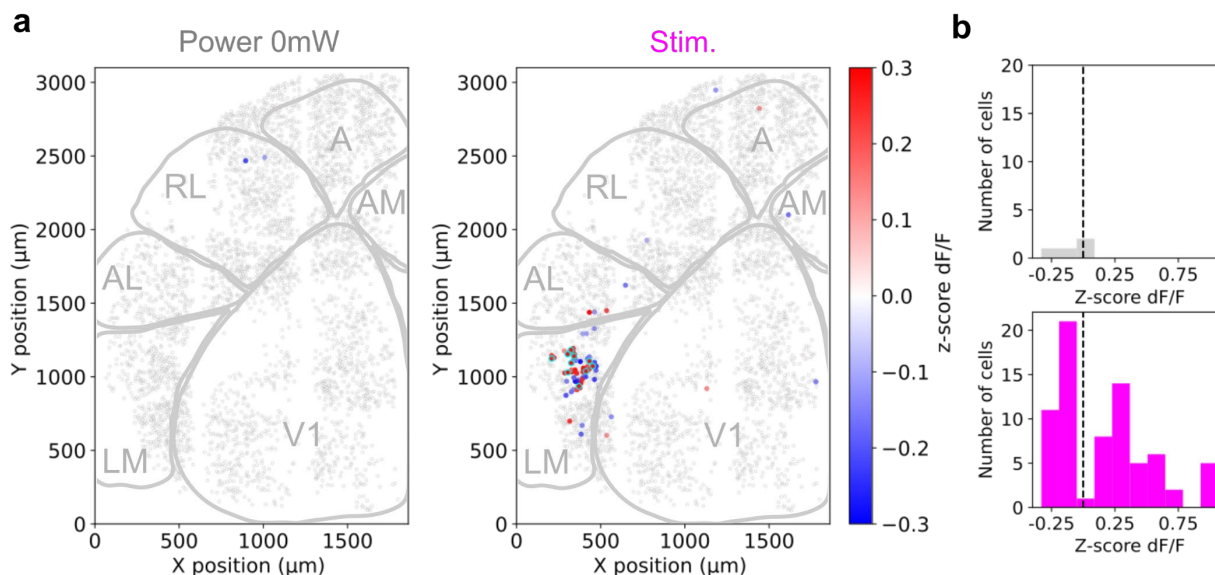 a
Power 0mW
3000
2500
2000
1500
1000
500
0
Y position (µm)
0
500
1000
1500
X position (µm)
A
RL
AM
AL
V1
LM
Stim.
3000
2500
2000
1500
1000
500
0
Y position (µm)
0
500
1000
1500
X position (µm)
A
RL
AM
AL
V1
LM
0.3
0.2
0.1
0.0
−0.1
−0.2
−0.3
z-score dF/F
b
20
15
10
5
0
Number of cells
-0.25
0.25
0.75
Z-score dF/F
20
15
10
5
0
Number of cells
-0.25
0.25
0.75
Z-score dF/F